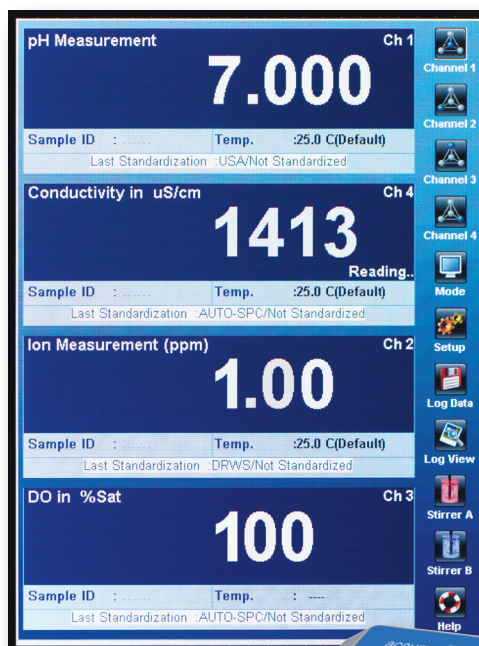 pH Measurement Ch 1
7.000
Sample ID : ...... Temp. :25.0 C(Default)
Last Standardization :USA/Not Standardized
Conductivity in uS/cm Ch 4
1413
Reading..
Sample ID : ...... Temp. :25.0 C(Default)
Last Standardization :AUTO-SPC/Not Standardized
Ion Measurement (ppm) Ch 2
1.00
Sample ID : ...... Temp. :25.0 C(Default)
Last Standardization :DRWS/Not Standardized
DO in %Sat Ch 3
100
Sample ID : ...... Temp. : ----
Last Standardization :AUTO-SPC/Not Standardized
Channel 1
Channel 2
Channel 3
Channel 4
Mode
Setup
Log Data
Log View
Stirrer A
Stirrer B
Help